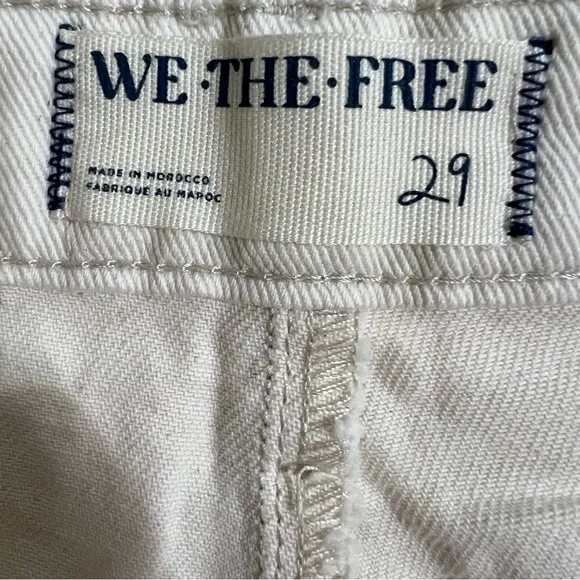 WE·THE·FREE
MADE IN MOROCCO
FABRIQUÉ AU MAROC
29